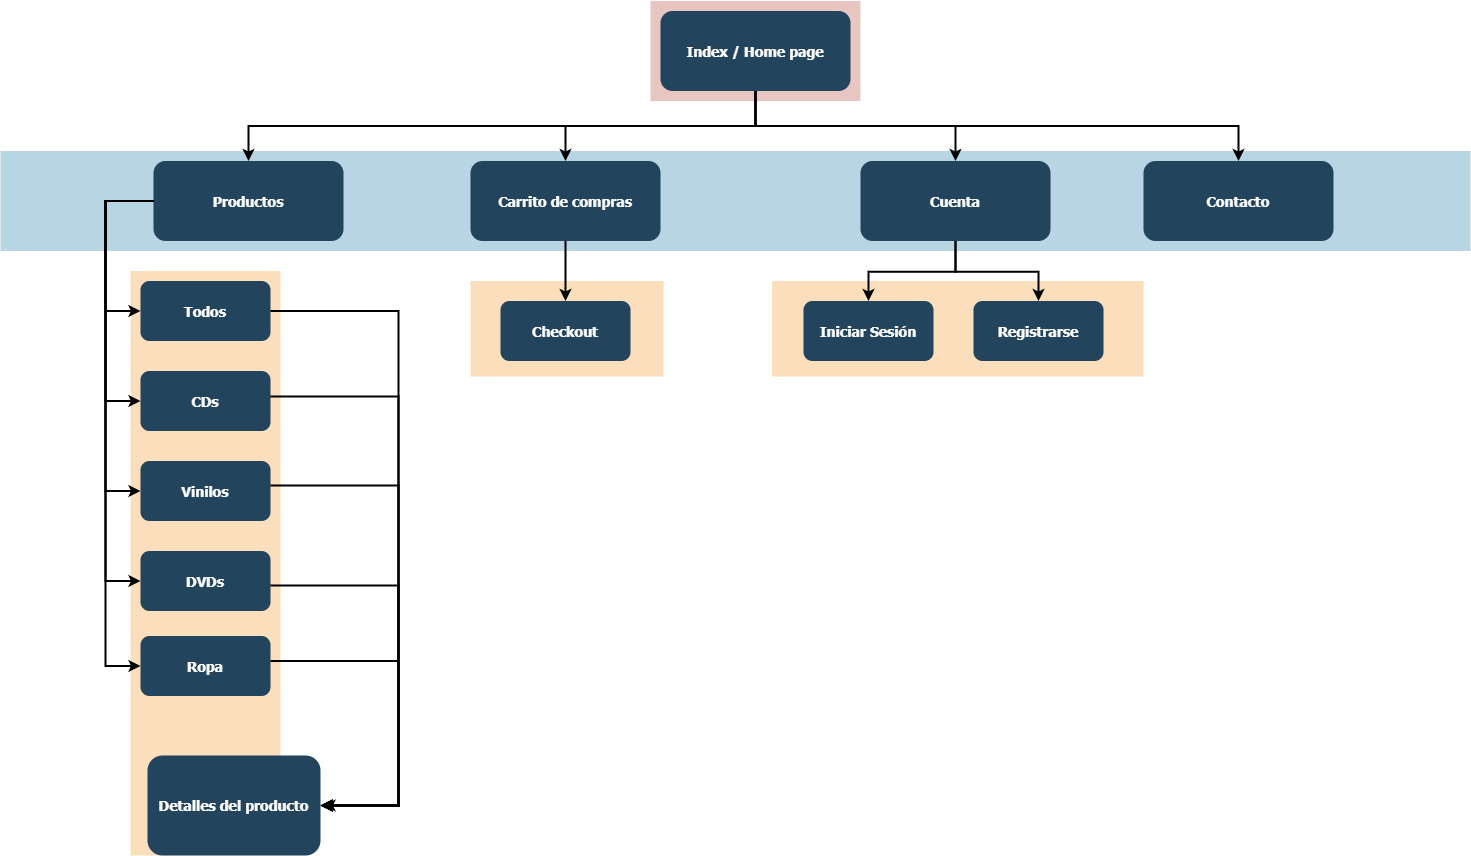 Index / Home page
Productos
Carrito de compras
Cuenta
Contacto
Todos
CDs
Vinilos
DVDs
Ropa
Detalles del producto
Checkout
Iniciar Sesión
Registrarse